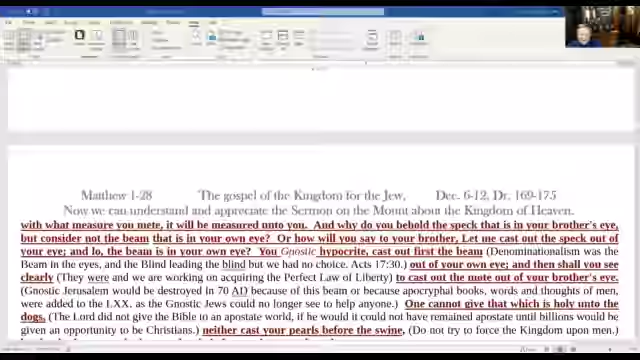 Matthew 1-28 The gospel of the Kingdom for the Jew, Dec. 6-12, Dr. 169-175
Now we can understand and appreciate the Sermon on the Mount about the Kingdom of Heaven.
with what measure you mete, it will be measured unto you. And why do you behold the speck that is in your brother's eye,
but consider not the beam that is in your own eye? Or how will you say to your brother, Let me cast out the speck out of
your eye; and lo, the beam is in your own eye? You Gnostic hypocrite, cast out first the beam (Denominationalism was the
Beam in the eyes, and the Blind leading the blind but we had no choice. Acts 17:30.) out of your own eye; and then shall you see
clearly (They were and we are working on acquiring the Perfect Law of Liberty) to cast out the mote out of your brother's eye.
(Gnostic Jerusalem would be destroyed in 70 AD because of this beam or because apocryphal books, words and thoughts of men,
were added to the LXX. as the Gnostic Jews could no longer see to help anyone.) One cannot give that which is holy unto the
dogs, (The Lord did not give the Bible to an apostate world, if he would it could not have remained apostate until billions would be
given an opportunity to be Christians.) neither cast your pearls before the swine, (Do not try to force the Kingdom upon men.)